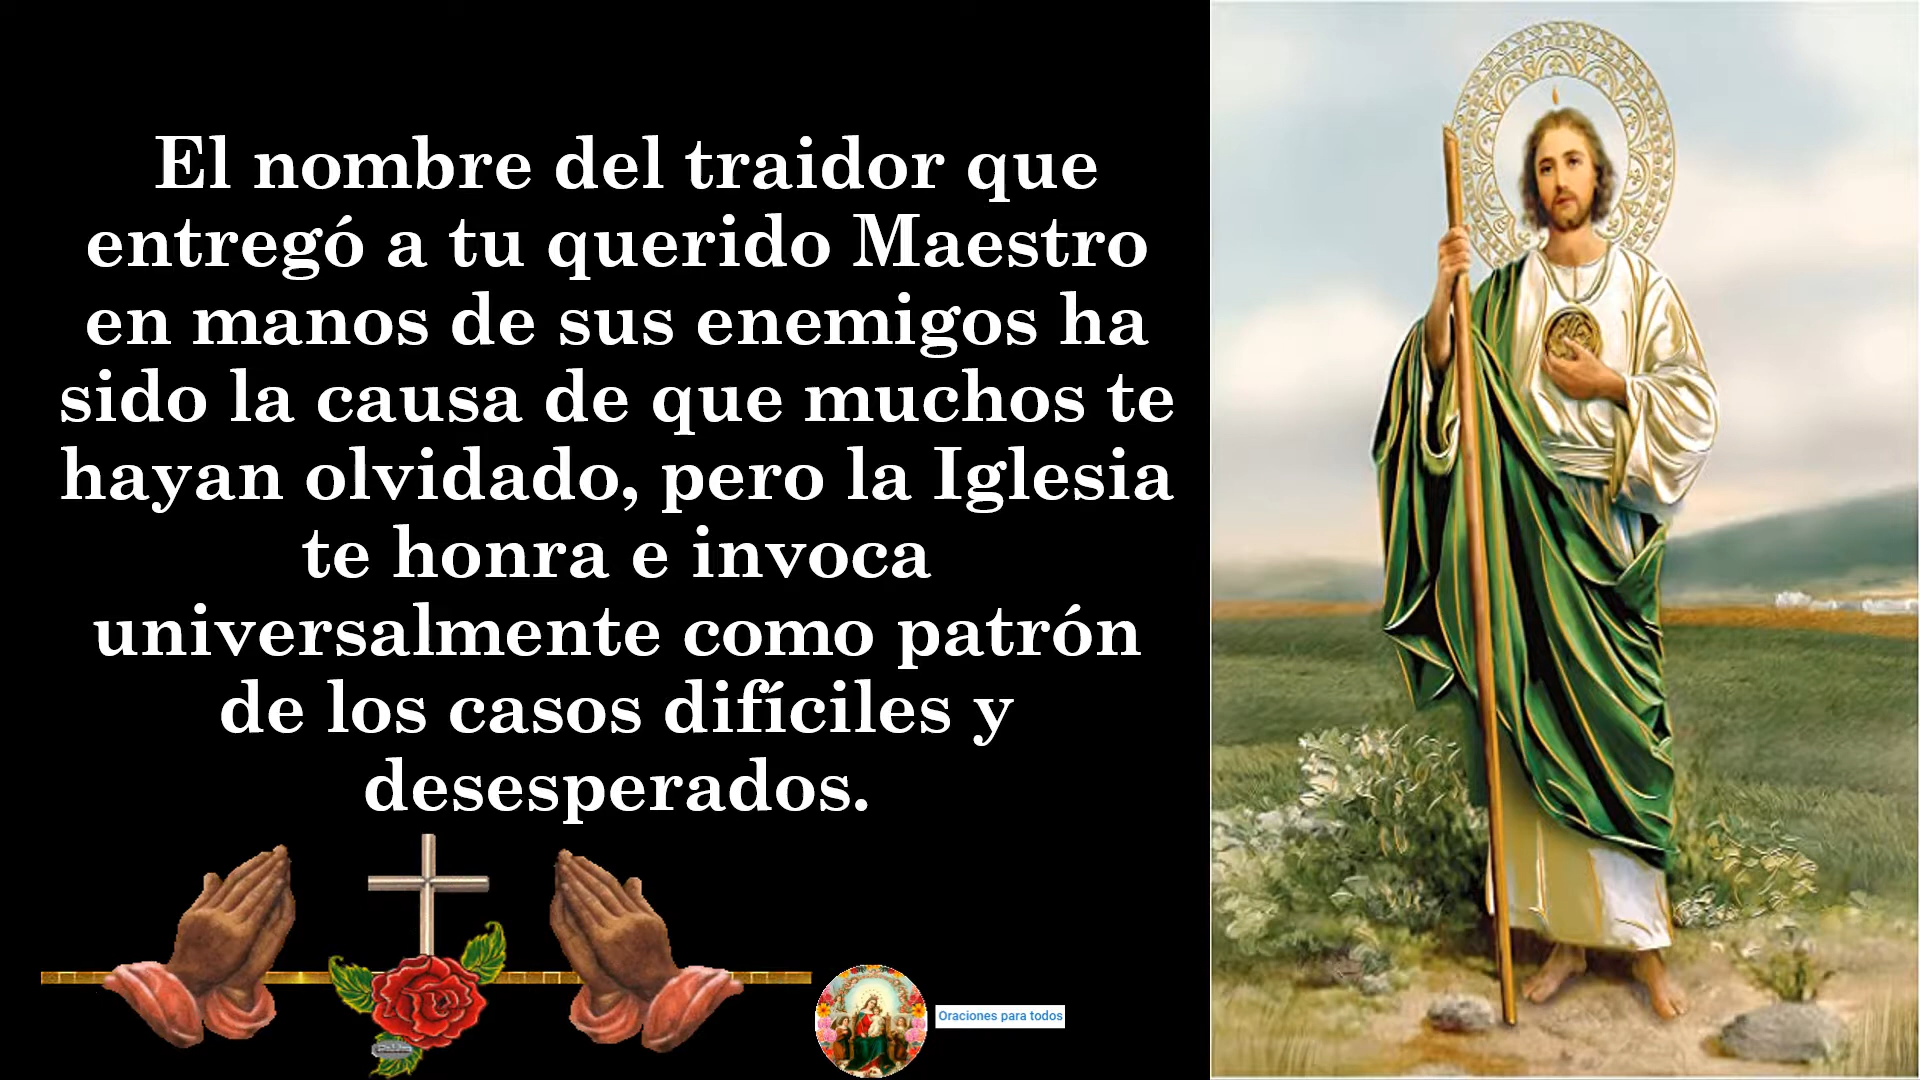 El nombre del traidor que
entregó a tu querido Maestro
en manos de sus enemigos ha
sido la causa de que muchos te
hayan olvidado, pero la Iglesia
te honra e invoca
universalmente como patrón
de los casos difíciles y
desesperados.
Oraciones para todos